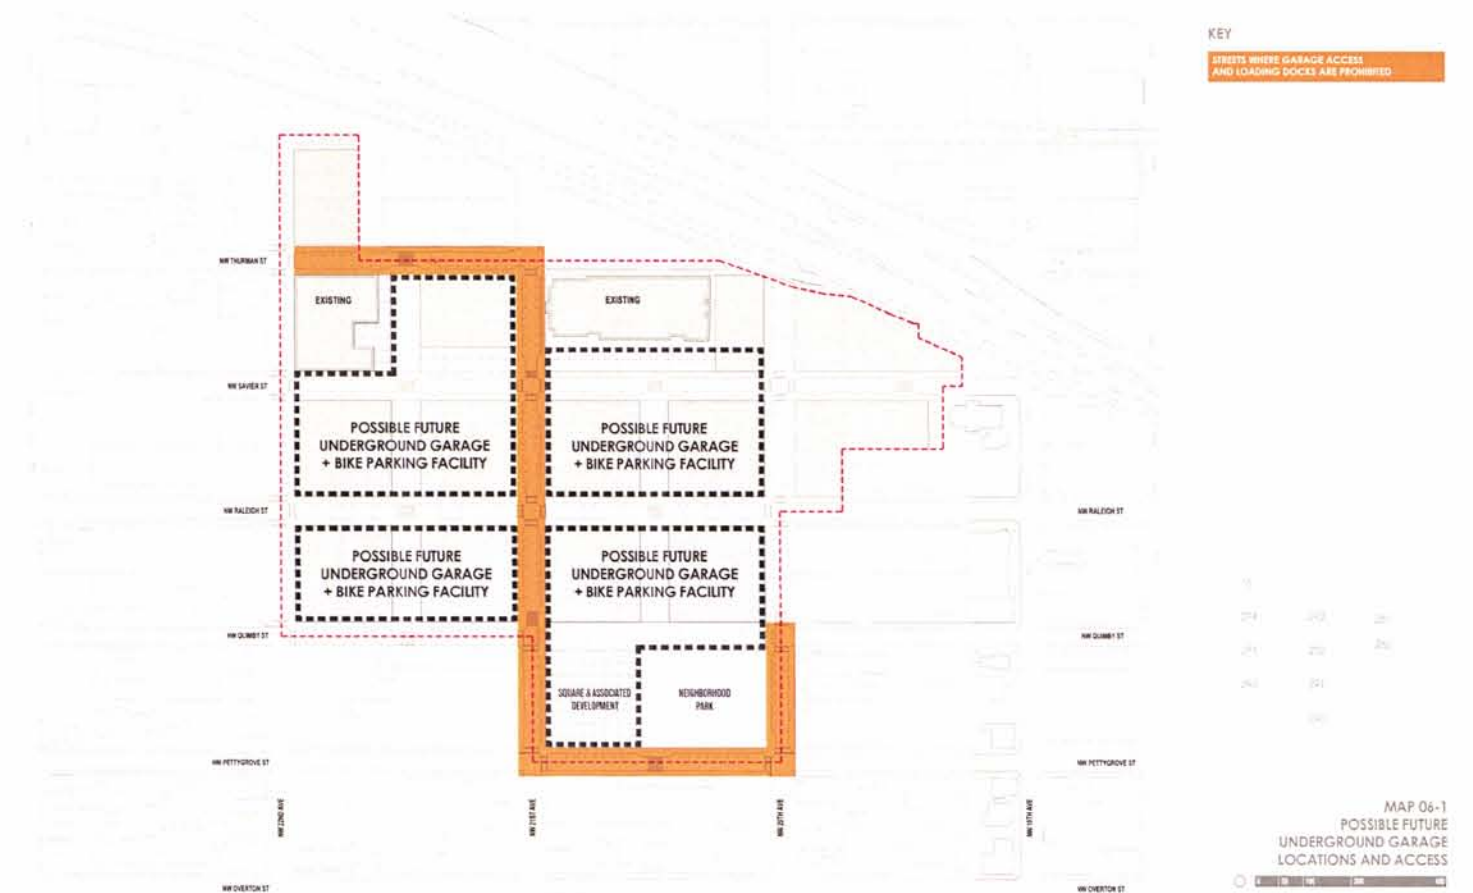 KEY
STREETS WHERE GARAGE ACCESS
AND LOADING DOCKS ARE PROHIBITED
NW THURMAN ST
EXISTING
EXISTING
NW SAVIER ST
POSSIBLE FUTURE
UNDERGROUND GARAGE
+ BIKE PARKING FACILITY
POSSIBLE FUTURE
UNDERGROUND GARAGE
+ BIKE PARKING FACILITY
NW RALEIGH ST
NW RALEIGH ST
POSSIBLE FUTURE
UNDERGROUND GARAGE
+ BIKE PARKING FACILITY
POSSIBLE FUTURE
UNDERGROUND GARAGE
+ BIKE PARKING FACILITY
NW QUIMBY ST
NW QUIMBY ST
SQUARE & ASSOCIATED
DEVELOPMENT
NEIGHBORHOOD
PARK
NW PETTYGROVE ST
NW PETTYGROVE ST
NW 22ND AVE
NW 21ST AVE
NW 20TH AVE
NW 19TH AVE
MAP 06-1
POSSIBLE FUTURE
UNDERGROUND GARAGE
LOCATIONS AND ACCESS
NW OVERTON ST
NW OVERTON ST